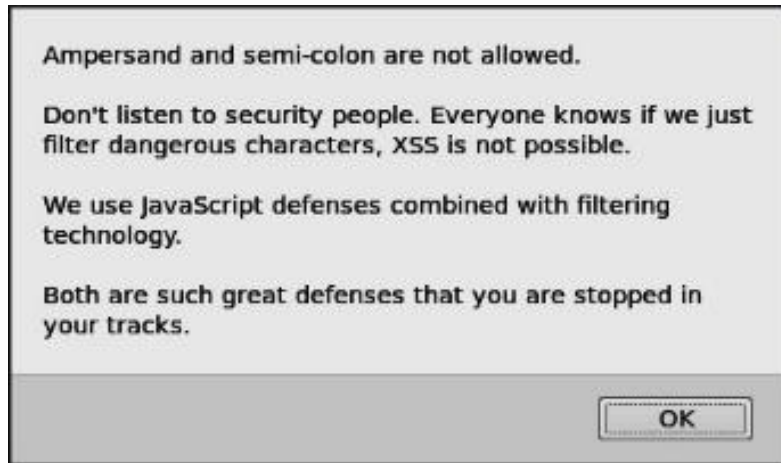 Ampersand and semi-colon are not allowed.
Don't listen to security people. Everyone knows if we just
filter dangerous characters, XSS is not possible.
We use JavaScript defenses combined with filtering
technology.
Both are such great defenses that you are stopped in
your tracks.
OK